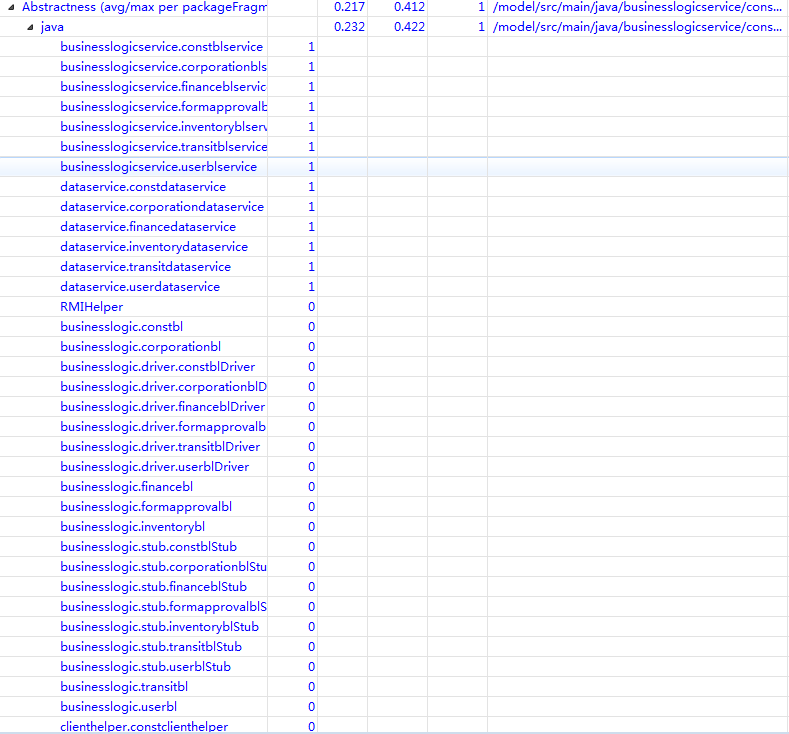 Abstractness (avg/max per packageFragm 0.217 0.412 1 /model/src/main/java/businesslogicservice/cons...
java 0.232 0.422 1 /model/src/main/java/businesslogicservice/cons...
businesslogicservice.constblservice 1
businesslogicservice.corporationbls 1
businesslogicservice.financeblservic 1
businesslogicservice.formapprovalb 1
businesslogicservice.inventoryblserv 1
businesslogicservice.transitblservice 1
businesslogicservice.userblservice 1
dataservice.constdataservice 1
dataservice.corporationdataservice 1
dataservice.financedataservice 1
dataservice.inventorydataservice 1
dataservice.transitdataservice 1
dataservice.userdataservice 1
RMIHelper 0
businesslogic.constbl 0
businesslogic.corporationbl 0
businesslogic.driver.constblDriver 0
businesslogic.driver.corporationblD 0
businesslogic.driver.financeblDriver 0
businesslogic.driver.formapprovalb 0
businesslogic.driver.transitblDriver 0
businesslogic.driver.userblDriver 0
businesslogic.financebl 0
businesslogic.formapprovalbl 0
businesslogic.inventorybl 0
businesslogic.stub.constblStub 0
businesslogic.stub.corporationblStu 0
businesslogic.stub.financeblStub 0
businesslogic.stub.formapprovalblS 0
businesslogic.stub.inventoryblStub 0
businesslogic.stub.transitblStub 0
businesslogic.stub.userblStub 0
businesslogic.transitbl 0
businesslogic.userbl 0
clienthelper.constclienthelper 0